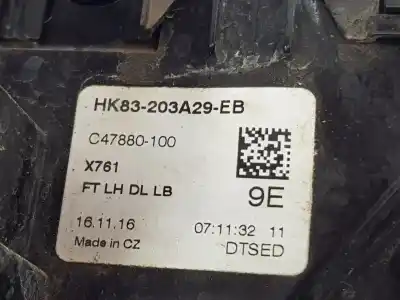 HK83-203A29-EB
C47880-100
X761
FT LH DL LB
9E
16.11.16 07:11:32 11
Made in CZ DTSED